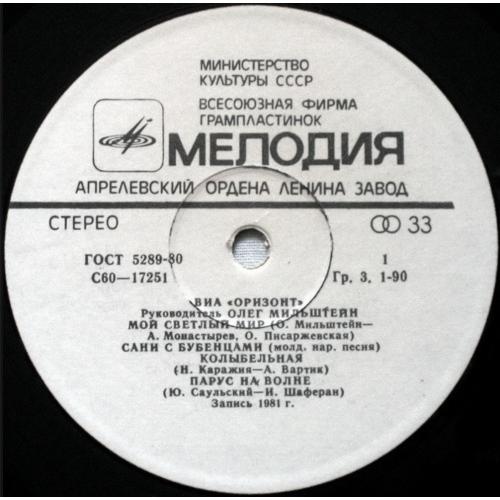 МИНИСТЕРСТВО
КУЛЬТУРЫ СССР
ВСЕСОЮЗНАЯ ФИРМА
ГРАМПЛАСТИНОК
МЕЛОДИЯ
АПРЕЛЕВСКИЙ ОРДЕНА ЛЕНИНА ЗАВОД
СТЕРЕО 33
ГОСТ 5289-80 1
С60—17251 Гр. 3. 1-90
ВИА «ОРИЗОНТ»
Руководитель ОЛЕГ МИЛЬШТЕЙН
МОЙ СВЕТЛЫЙ МИР (О. Мильштейн—
А. Монастырев, О. Писаржевская)
САНИ С БУБЕНЦАМИ (молд. нар. песня)
КОЛЫБЕЛЬНАЯ
(Н. Каражия—А. Вартик)
ПАРУС НА ВОЛНЕ
(Ю. Саульский—И. Шаферан)
Запись 1981 г.